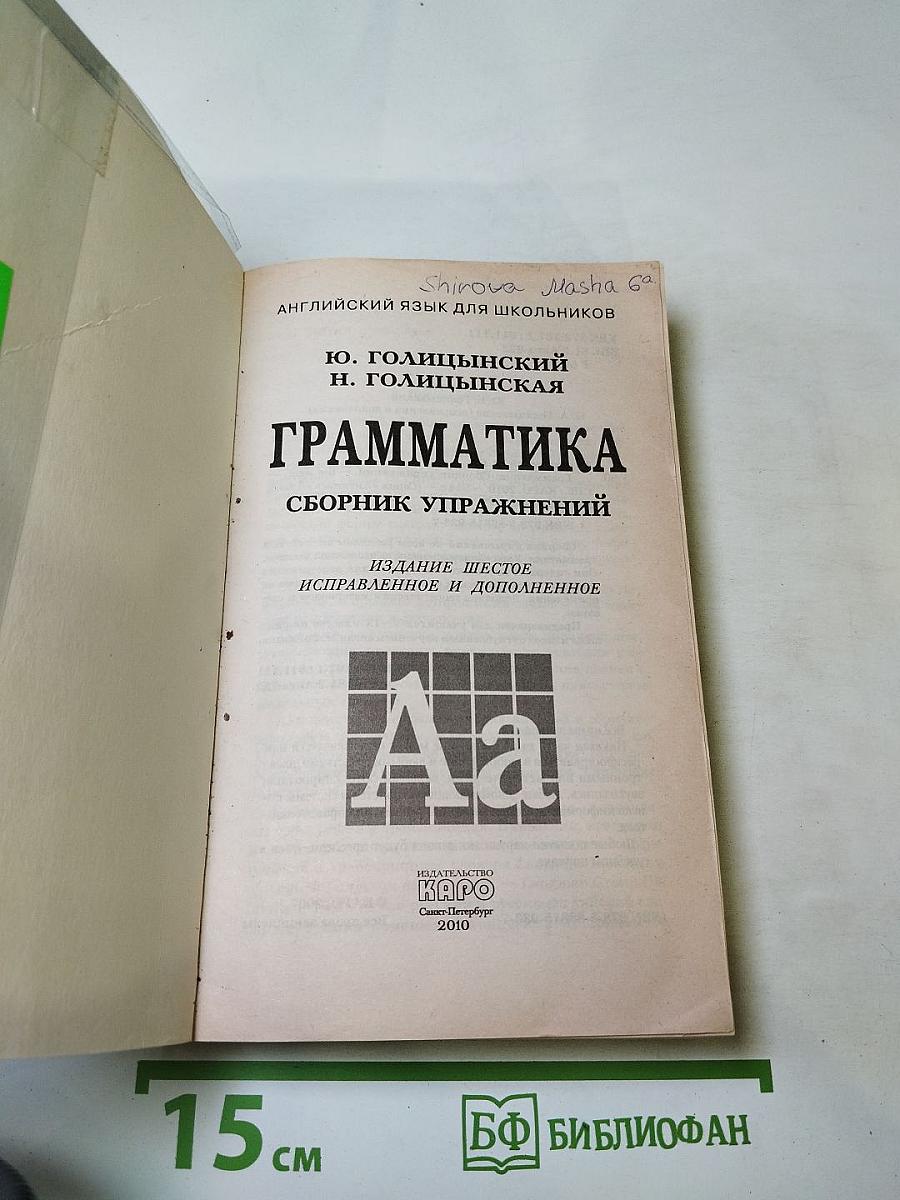 Shirova Masha 6а
АНГЛИЙСКИЙ ЯЗЫК ДЛЯ ШКОЛЬНИКОВ
Ю. ГОЛИЦЫНСКИЙ
Н. ГОЛИЦЫНСКАЯ
ГРАММАТИКА
СБОРНИК УПРАЖНЕНИЙ
ИЗДАНИЕ ШЕСТОЕ
ИСПРАВЛЕННОЕ И ДОПОЛНЕННОЕ
Aa
ИЗДАТЕЛЬСТВО
КАРО
Санкт-Петербург
2010
15 см
БФ БИБЛИОФАН